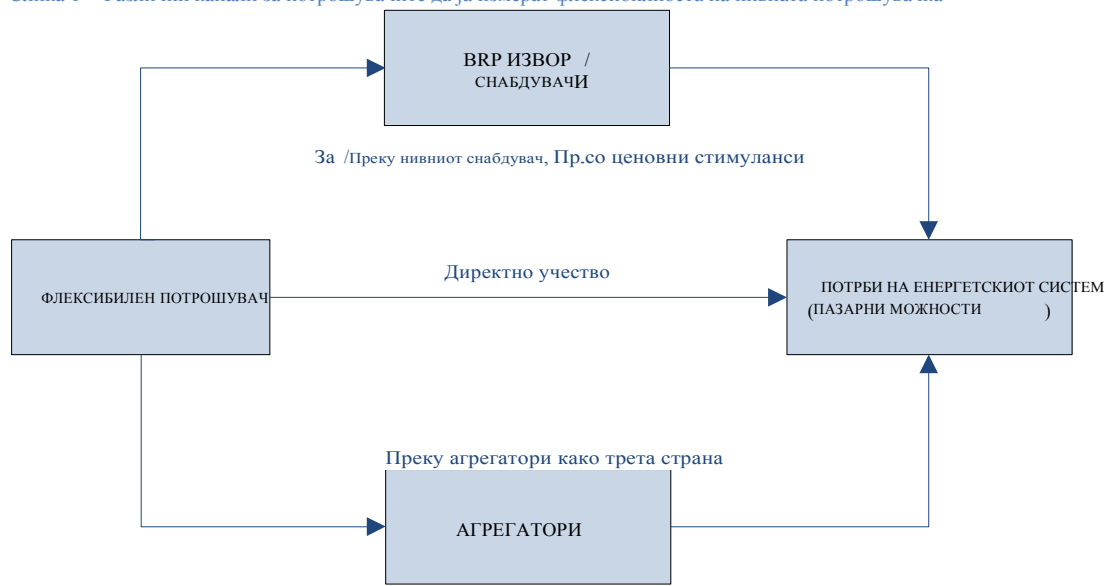 BRP ИЗВОР /
СНАБДУВАЧИ
За /Преку нивниот снабдувач, Пр.со ценовни стимуланси
Директно учество
ФЛЕКСИБИЛЕН ПОТРОШУВАЧ
ПОТРБИ НА ЕНЕРГЕТСКИОТ СИСТЕМ
(ПАЗАРНИ МОЖНОСТИ )
Преку агрегатори како трета страна
АГРЕГАТОРИ